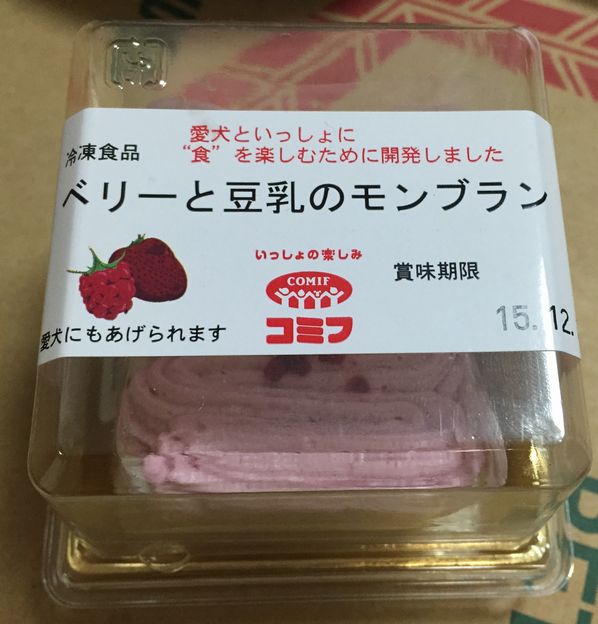 冷凍食品
愛犬といっしょに
“食”を楽しむために開発しました
ベリーと豆乳のモンブラン
いっしょの楽しみ
COMIF
コミフ
賞味期限
15.12.
愛犬にもあげられます